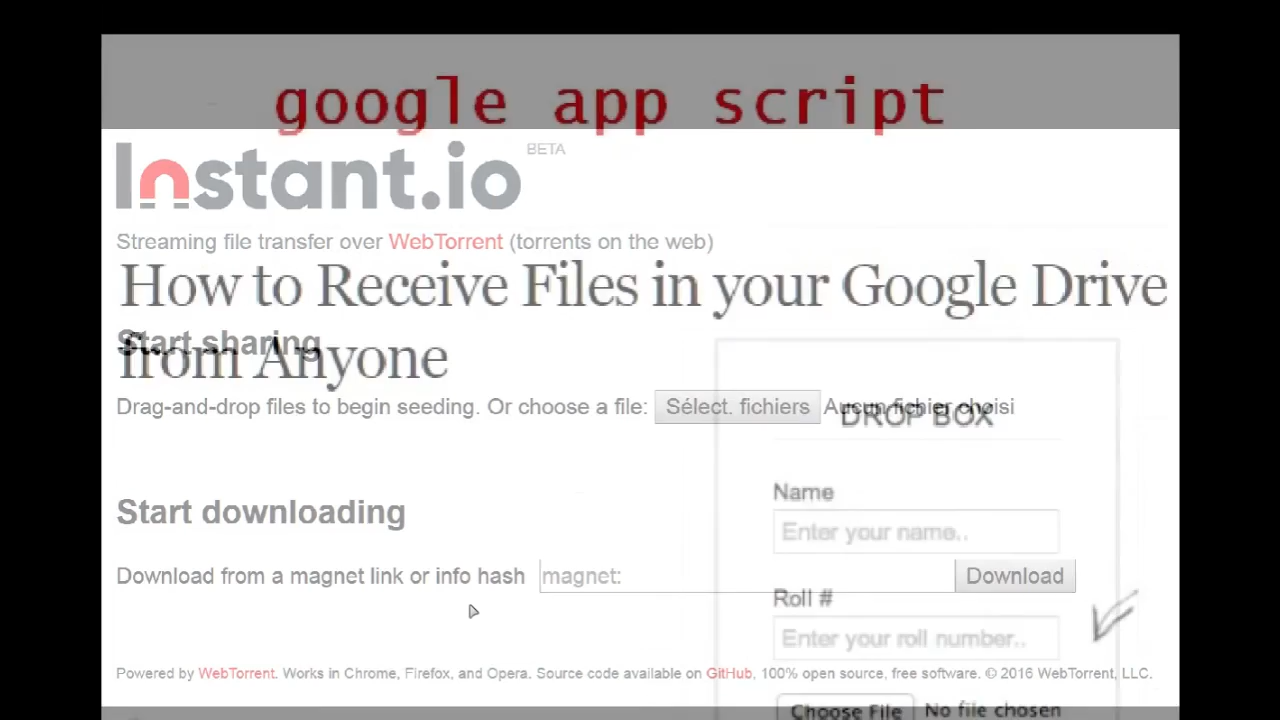 google app script
Instant.io BETA
Streaming file transfer over WebTorrent (torrents on the web)
How to Receive Files in your Google Drive
Start sharing
from Anyone
Drag-and-drop files to begin seeding. Or choose a file: Sélect. fichiers Aucun fichier choisi
DROP BOX
Name
Start downloading
Enter your name..
Download from a magnet link or info hash magnet: Download
Roll #
Enter your roll number..
Powered by WebTorrent. Works in Chrome, Firefox, and Opera. Source code available on GitHub, 100% open source, free software. © 2016 WebTorrent, LLC.
Choose File No file chosen